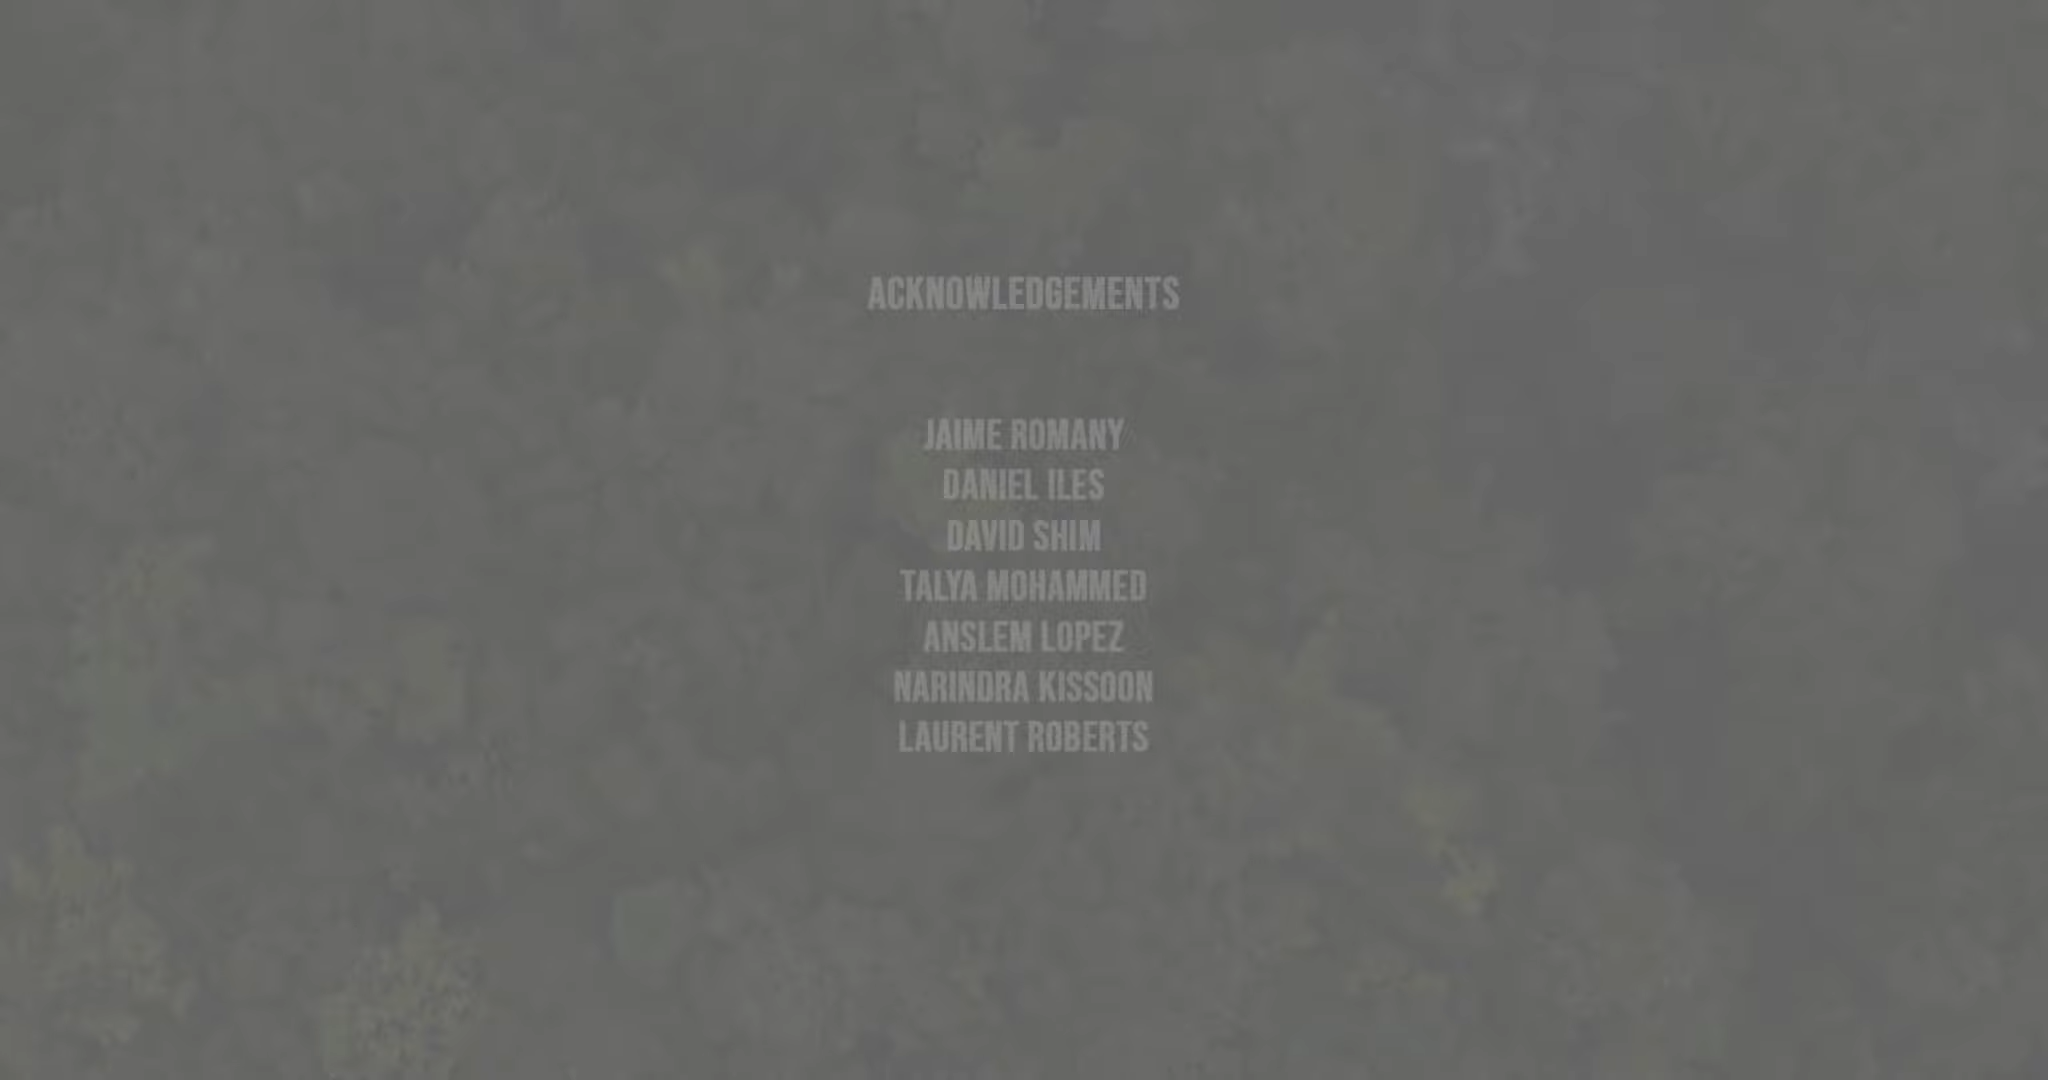 ACKNOWLEDGEMENTS
JAIME ROMANY
DANIEL ILES
DAVID SHIM
TALYA MOHAMMED
ANSLEM LOPEZ
NARINDRA KISSOON
LAURENT ROBERTS